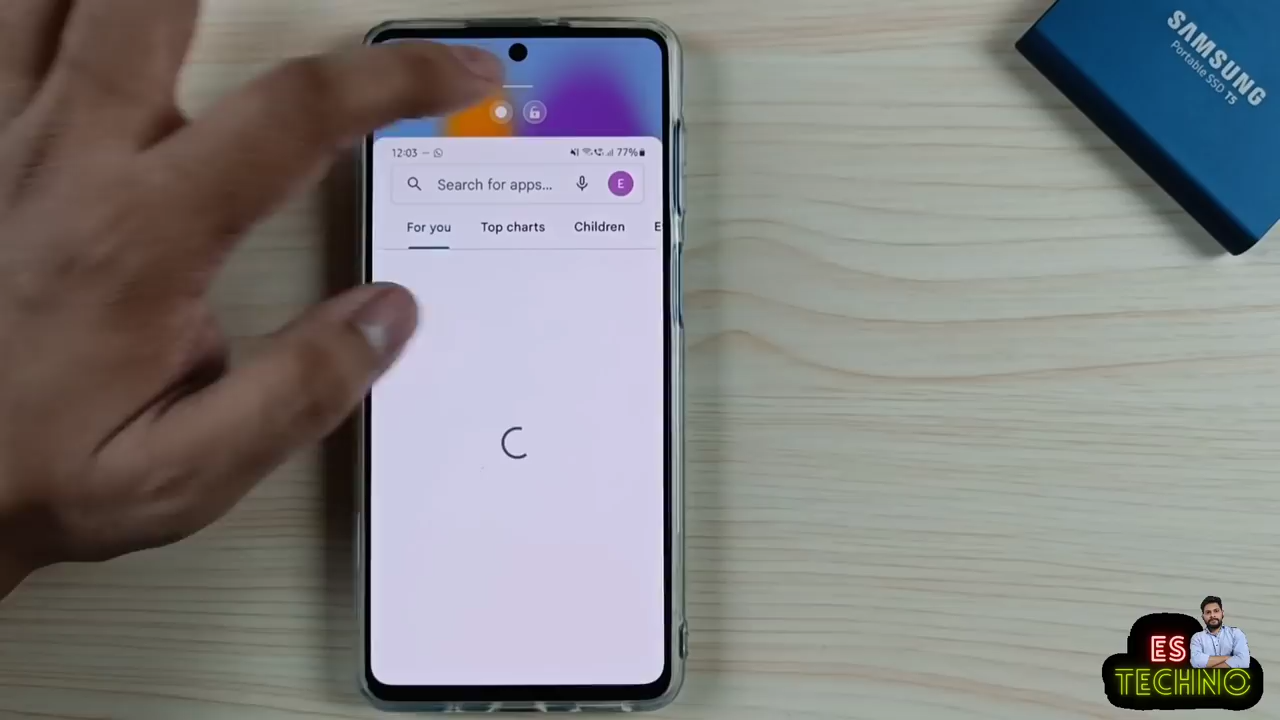 SAMSUNG
Portable SSD T5
12:03
77%
Search for apps...
E
For you
Top charts
Children
E
ES
TECHNO